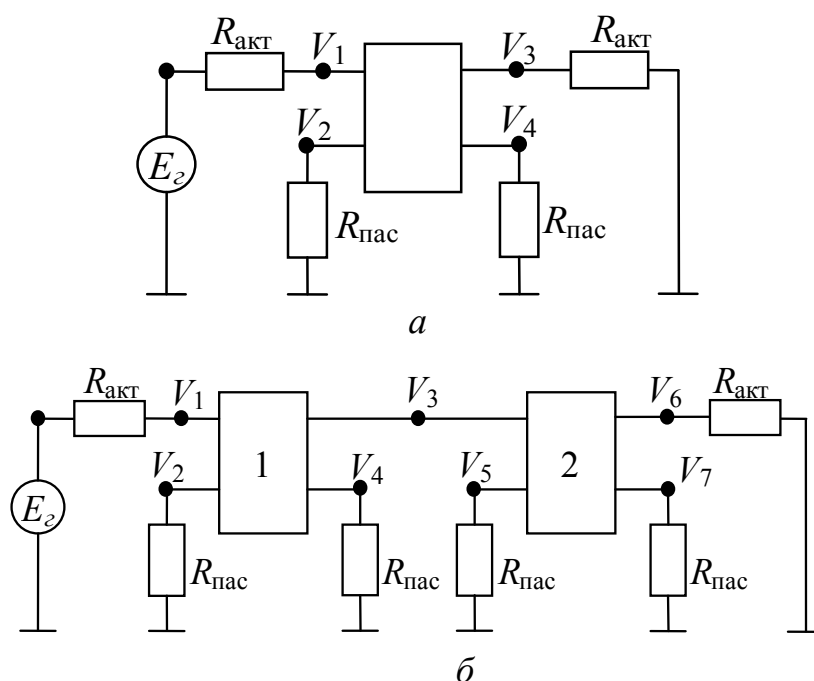 Rакт V1 V3 Rакт
V2 V4
Eг
Rпас Rпас
а
Rакт V1 V3 V6 Rакт
V2 1 V4 V5 2 V7
Eг
Rпас Rпас Rпас Rпас
б